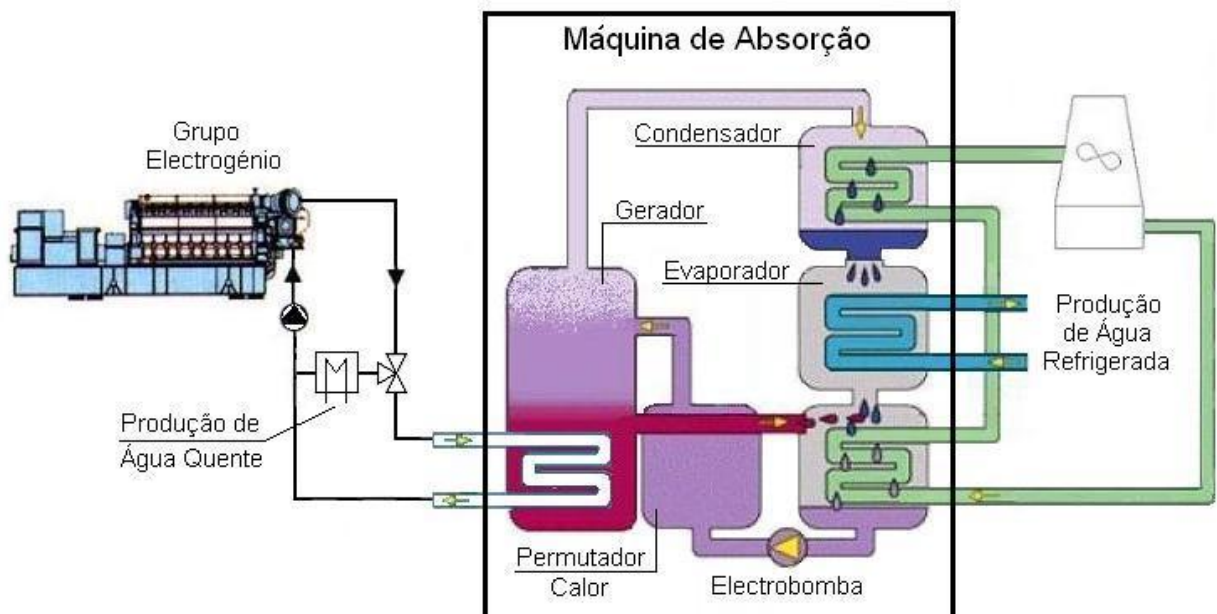 Máquina de Absorção
Grupo
Electrogénio
Condensador
Gerador
Evaporador
Produção
de Água
Refrigerada
Produção de
Água Quente
Permutador
Calor
Electrobomba